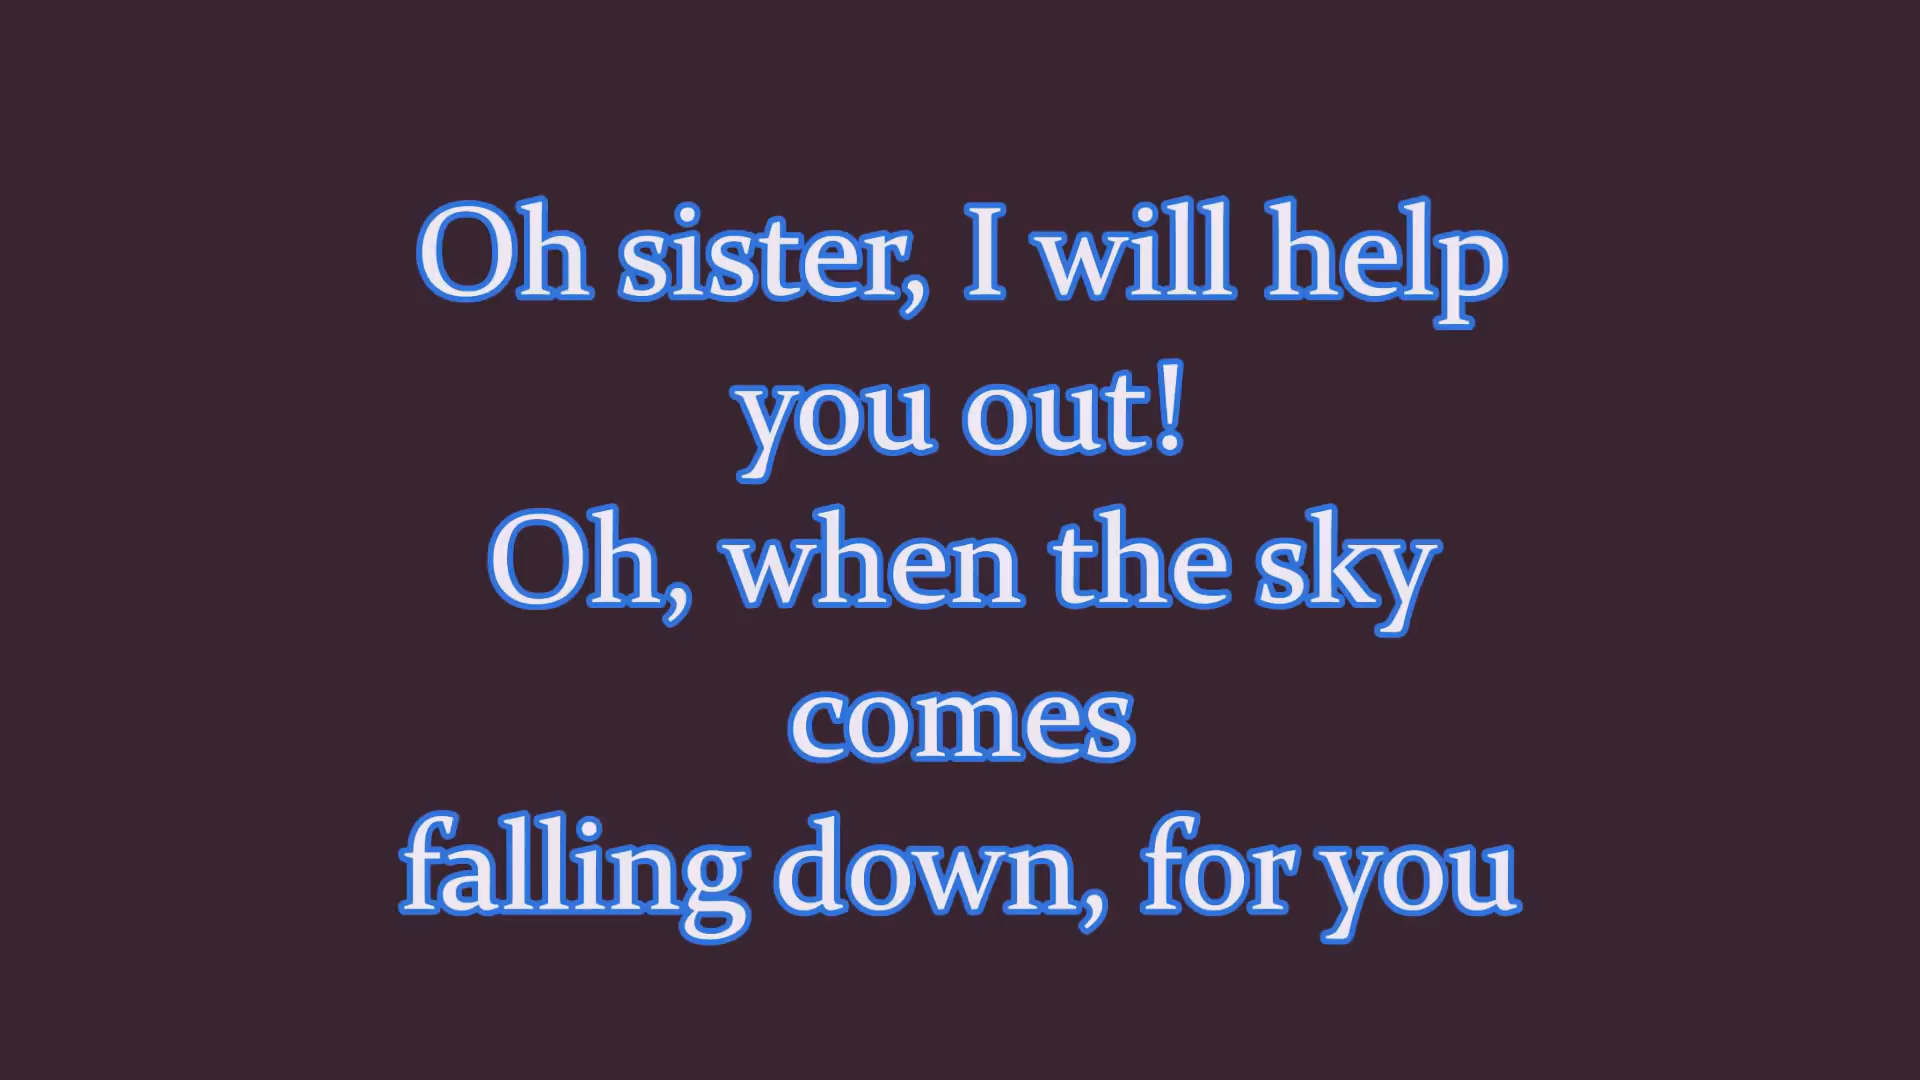 Oh sister, I will help
you out!
Oh, when the sky
comes
falling down, for you